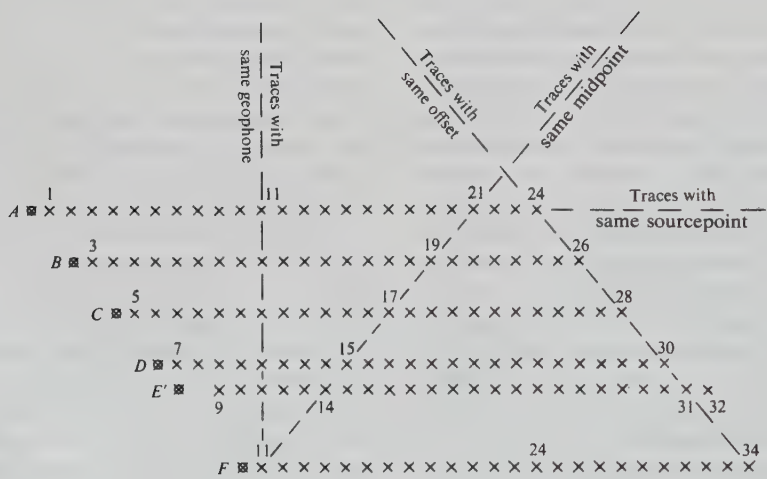 Traces with
same geophone
Traces with
same offset
Traces with
same midpoint
1 11 21 24
A
Traces with
same sourcepoint
3 19 26
B
5 17 28
C
7 15 30
D
E'
9 14 31 32
11 24 34
F